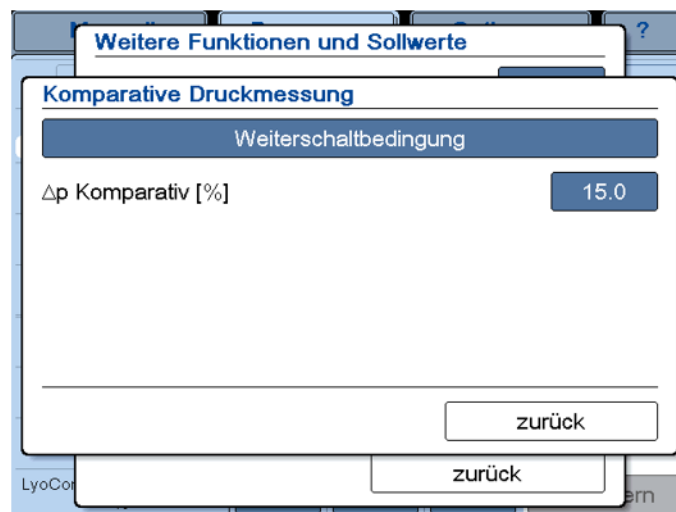 ?
Weitere Funktionen und Sollwerte
Komparative Druckmessung
Weiterschaltbedingung
∆p Komparativ [%] 15.0
zurück
zurück